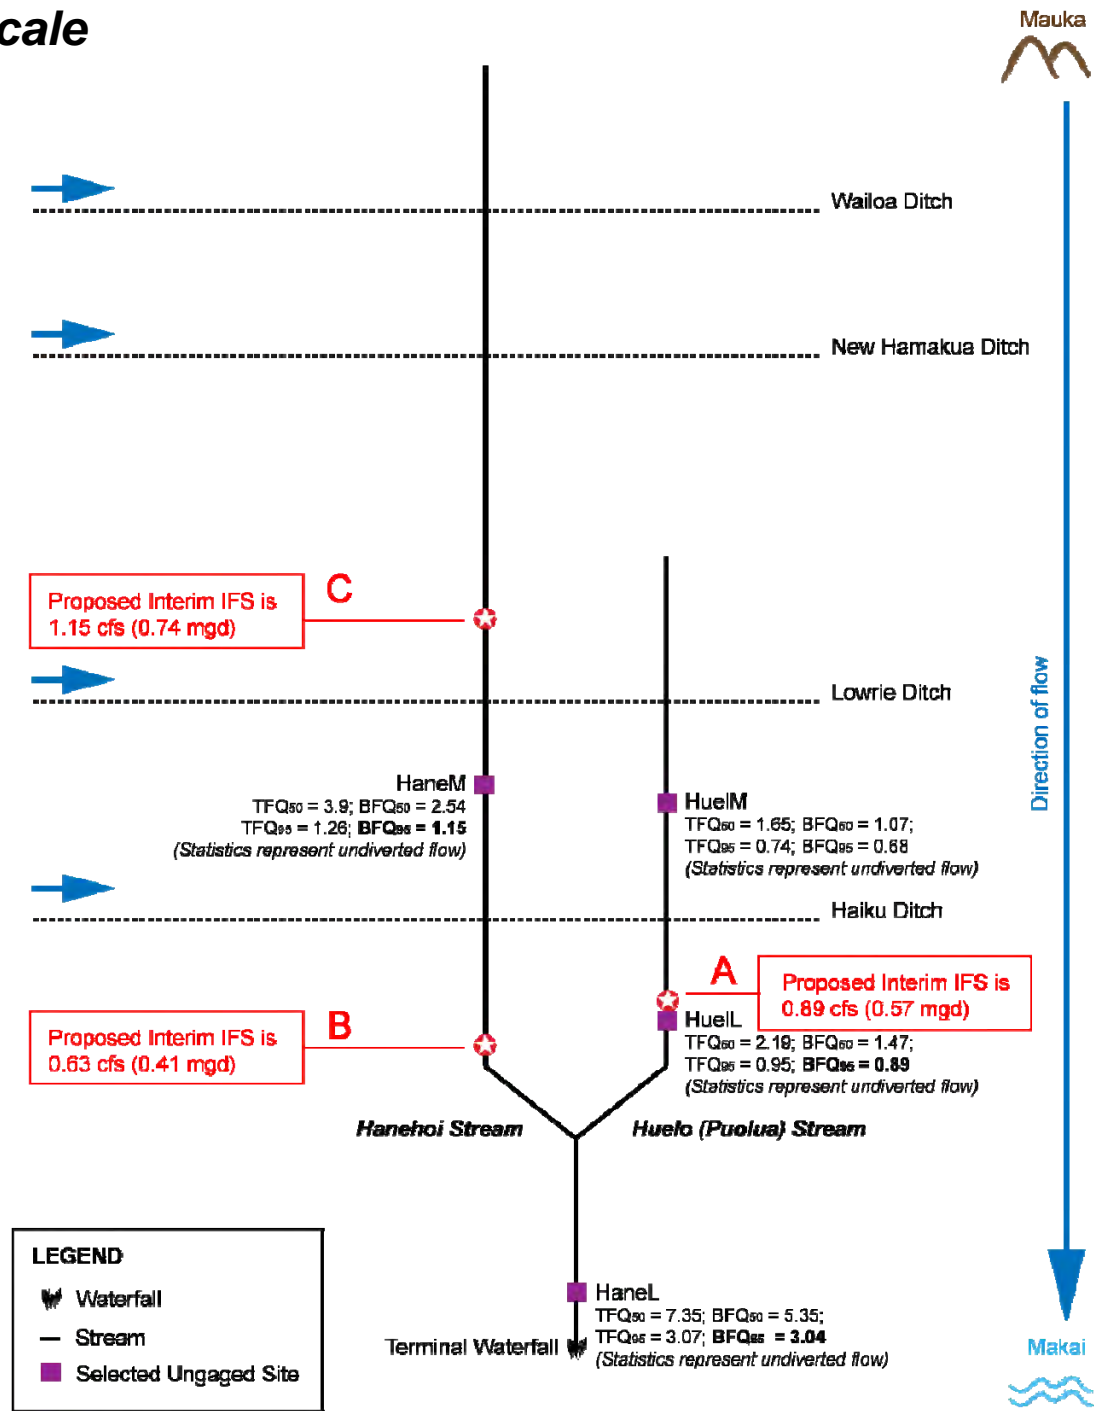 cale
Mauka
Wailoa Ditch
New Hamakua Ditch
Proposed Interim IFS is
1.15 cfs (0.74 mgd)
C
Lowrie Ditch
Direction of flow
HaneM
TFQ50 = 3.9; BFQ50 = 2.54
TFQ95 = 1.26; BFQ95 = 1.15
(Statistics represent undiverted flow)
HuelM
TFQ50 = 1.65; BFQ50 = 1.07;
TFQ95 = 0.74; BFQ95 = 0.68
(Statistics represent undiverted flow)
Haiku Ditch
A
Proposed Interim IFS is
0.89 cfs (0.57 mgd)
Proposed Interim IFS is
0.63 cfs (0.41 mgd)
B
HuelL
TFQ50 = 2.19; BFQ50 = 1.47;
TFQ95 = 0.95; BFQ95 = 0.89
(Statistics represent undiverted flow)
Hanehoi Stream
Huelo (Puolua) Stream
LEGEND
Waterfall
Stream
Selected Ungaged Site
HaneL
TFQ50 = 7.35; BFQ50 = 5.35;
TFQ95 = 3.07; BFQ95 = 3.04
(Statistics represent undiverted flow)
Terminal Waterfall
Makai